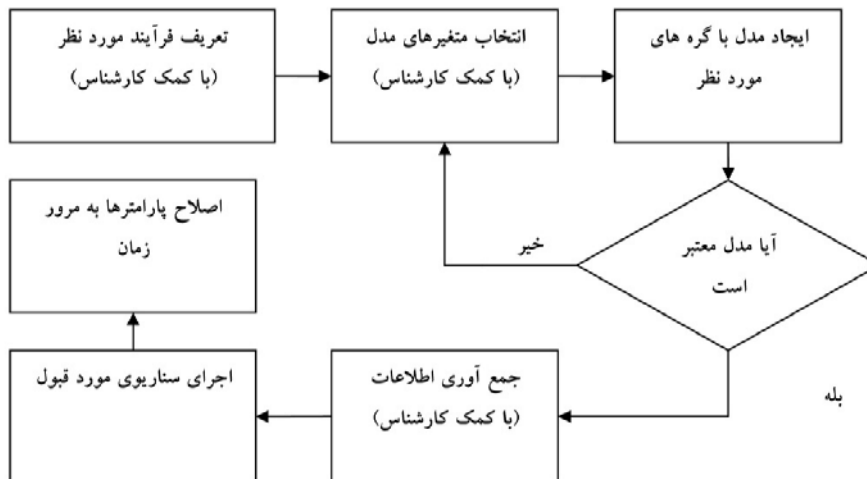 تعریف فرآیند مورد نظر
(با کمک کارشناس)
انتخاب متغیرهای مدل
(با کمک کارشناس)
ایجاد مدل با گره های
مورد نظر
آیا مدل معتبر
است
خیر
بله
جمع آوری اطلاعات
(با کمک کارشناس)
اجرای سناریوی مورد قبول
اصلاح پارامترها به مرور
زمان